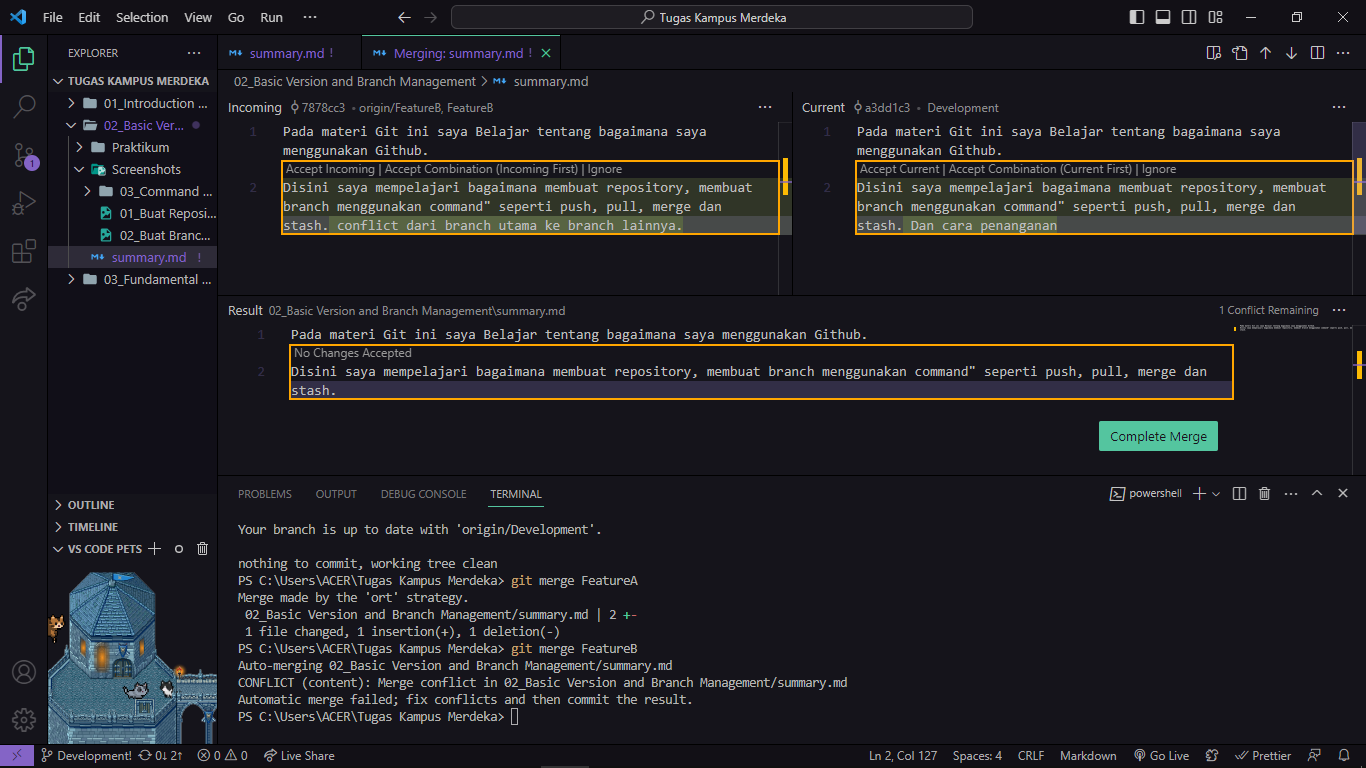 File Edit Selection View Go Run ···
Tugas Kampus Merdeka
EXPLORER ···
TUGAS KAMPUS MERDEKA
01_Introduction ...
02_Basic Ver...
Praktikum
Screenshots
03_Command ...
01_Buat Reposi...
02_Buat Branc...
summary.md !
03_Fundamental ...
1
OUTLINE
TIMELINE
VS CODE PETS
summary.md !
Merging: summary.md !
02_Basic Version and Branch Management > summary.md
Incoming 7878cc3 • origin/FeatureB, FeatureB ···
1 Pada materi Git ini saya Belajar tentang bagaimana saya
menggunakan Github.
Accept Incoming | Accept Combination (Incoming First) | Ignore
2 Disini saya mempelajari bagaimana membuat repository, membuat
branch menggunakan command" seperti push, pull, merge dan
stash. conflict dari branch utama ke branch lainnya.
Current a3dd1c3 • Development ···
1 Pada materi Git ini saya Belajar tentang bagaimana saya
menggunakan Github.
Accept Current | Accept Combination (Current First) | Ignore
2 Disini saya mempelajari bagaimana membuat repository, membuat
branch menggunakan command" seperti push, pull, merge dan
stash. Dan cara penanganan
Result 02_Basic Version and Branch Management\summary.md 1 Conflict Remaining ···
1 Pada materi Git ini saya Belajar tentang bagaimana saya menggunakan Github.
No Changes Accepted
2 Disini saya mempelajari bagaimana membuat repository, membuat branch menggunakan command" seperti push, pull, merge dan
stash.
Complete Merge
PROBLEMS OUTPUT DEBUG CONSOLE TERMINAL powershell
Your branch is up to date with 'origin/Development'.
nothing to commit, working tree clean
PS C:\Users\ACER\Tugas Kampus Merdeka> git merge FeatureA
Merge made by the 'ort' strategy.
02_Basic Version and Branch Management/summary.md | 2 +-
1 file changed, 1 insertion(+), 1 deletion(-)
PS C:\Users\ACER\Tugas Kampus Merdeka> git merge FeatureB
Auto-merging 02_Basic Version and Branch Management/summary.md
CONFLICT (content): Merge conflict in 02_Basic Version and Branch Management/summary.md
Automatic merge failed; fix conflicts and then commit the result.
PS C:\Users\ACER\Tugas Kampus Merdeka>
Development! 0↓ 2↑ 0 0 Live Share Ln 2, Col 127 Spaces: 4 CRLF Markdown Go Live Prettier